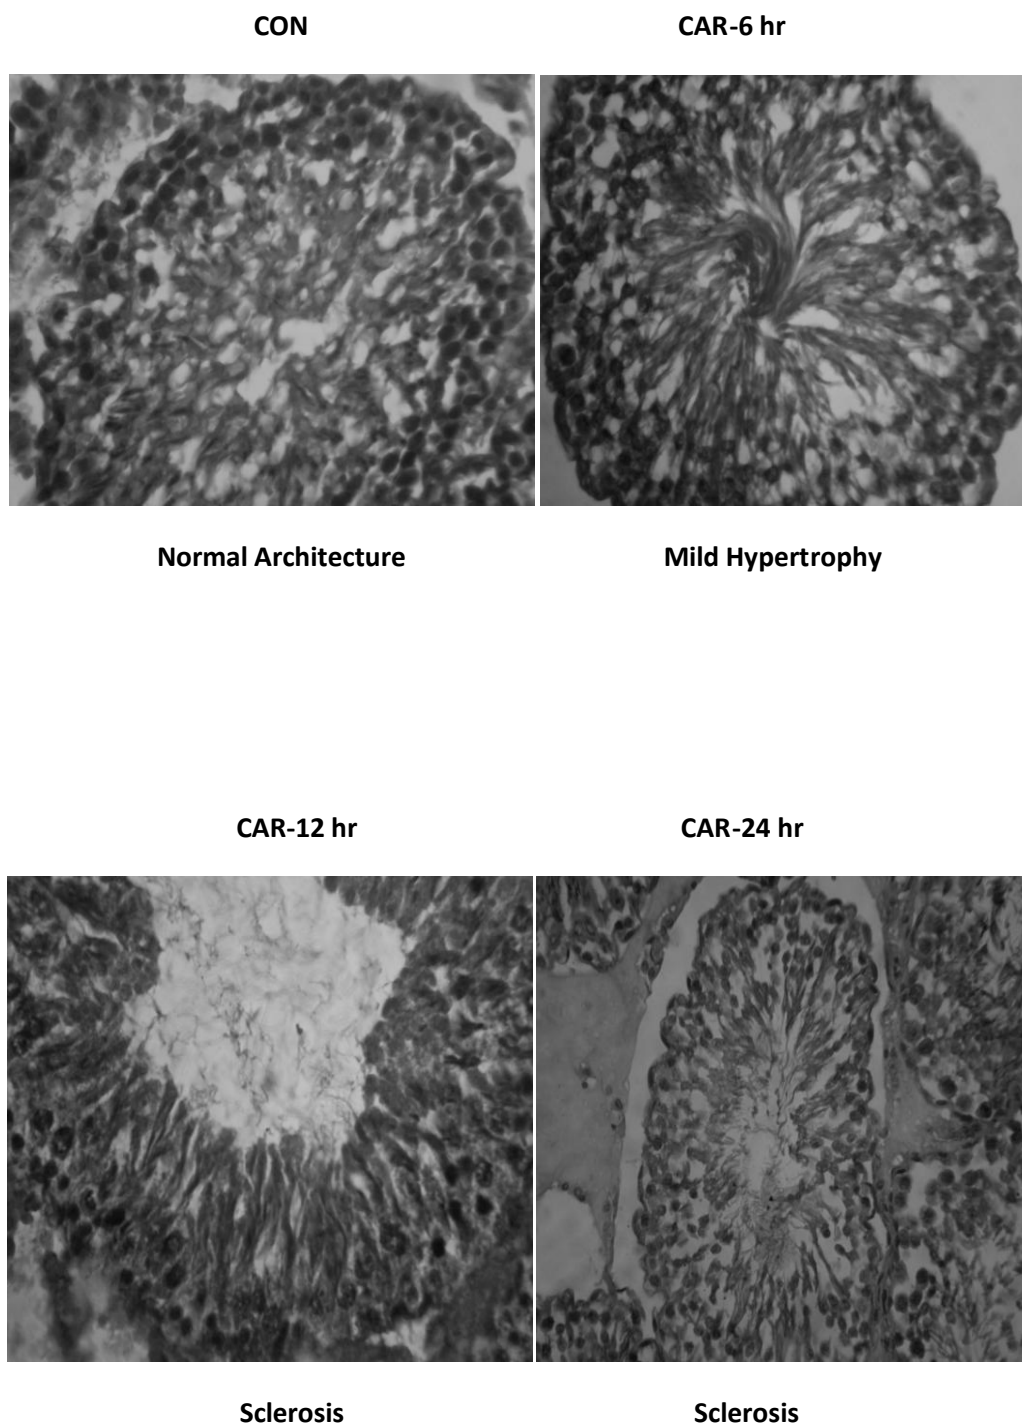 CON
CAR-6 hr
Normal Architecture
Mild Hypertrophy
CAR-12 hr
CAR-24 hr
Sclerosis
Sclerosis